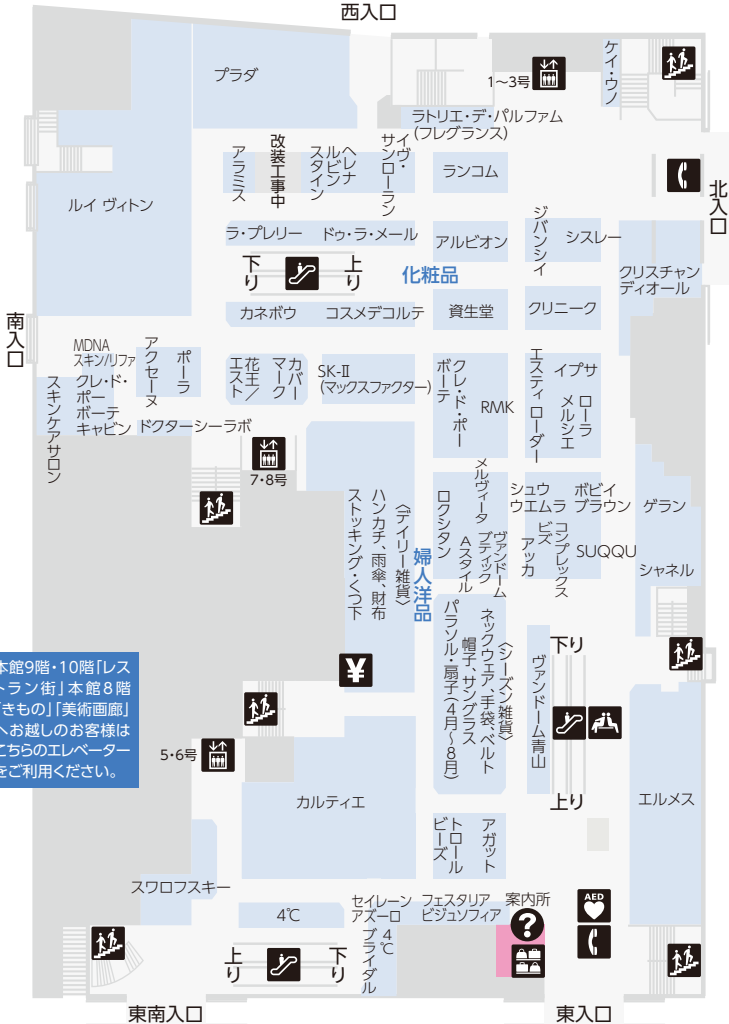 西入口
プラダ
1〜3号
ケイ・ウノ
ラトリエ・デ・パルファム
(フレグランス)
アラミス
改装工事中
ヘレナ
ルビン
スタイン
イヴ・
サンローラン
ランコム
北入口
ルイ ヴィトン
ラ・プレリー
ドゥ・ラ・メール
アルビオン
ジバンシイ
シスレー
クリスチャン
ディオール
下り
上り
化粧品
カネボウ
コスメデコルテ
資生堂
クリニーク
南入口
MDNA
スキン/リファ
アクセーヌ
ポーラ
花王/
エスト
カバー
マーク
SK-II
(マックスファクター)
クレ・ド・ポー
ボーテ
RMK
エスティ ローダー
イプサ
ローラ
メルシエ
スキンケアサロン
クレ・ド・
ポー
ボーテ
キャビン
ドクターシーラボ
7・8号
〈デイリー雑貨〉
ハンカチ、雨傘、財布
ストッキング・くつ下
婦人洋品
ロクシタン
メルヴィータ
ヴァンドーム
ブティック
Aスタイル
シュウ
ウエムラ
ボビイ
ブラウン
ゲラン
コンプレックス
ビズ
アッカ
SUQQU
シャネル
〈シーズン雑貨〉
ネックウェア、手袋、ベルト
帽子、サングラス
パラソル・扇子(4月〜8月)
ヴァンドーム青山
下り
上り
¥
本館9階・10階「レス
トラン街」本館8階
「きもの」「美術画廊」
へお越しのお客様は
こちらのエレベーター
をご利用ください。
5・6号
カルティエ
トロール
ビーズ
アガット
エルメス
スワロフスキー
4℃
セイレーン
アズーロ
フェスタリア
ビジュソフィア
案内所
?
AED
4℃
ブライダル
上り
下り
東南入口
東入口